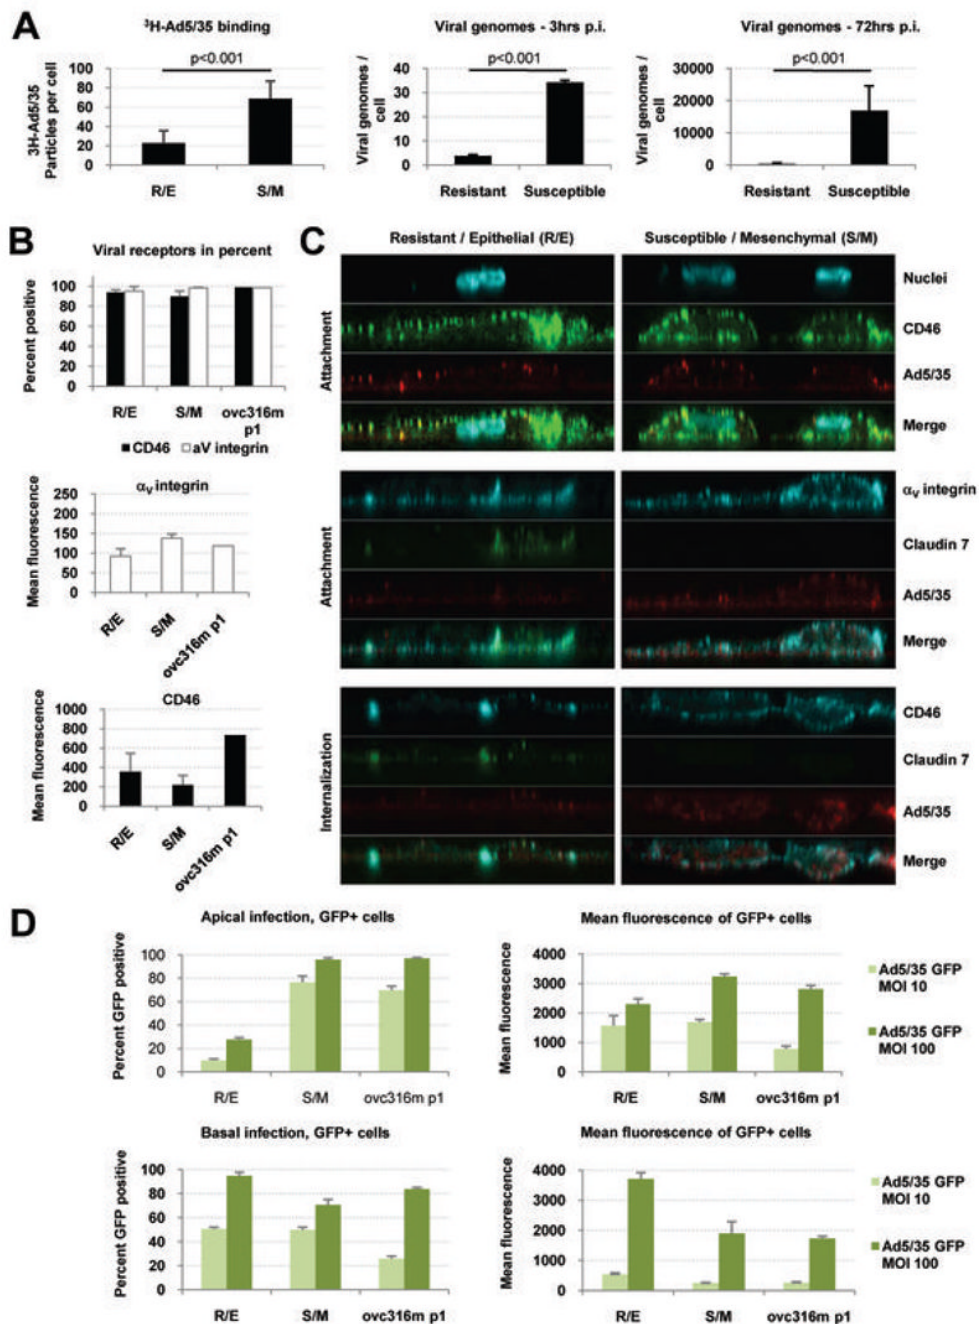 A
³H-Ad5/35 binding
Viral genomes - 3hrs p.i.
Viral genomes - 72hrs p.i.
3H-Ad5/35
Particles per cell
100
80
60
40
20
0
p<0.001
R/E
S/M
Viral genomes /
cell
40
30
20
10
0
p<0.001
Resistant
Susceptible
Viral genomes /
cell
30000
20000
10000
0
p<0.001
Resistant
Susceptible
B
Viral receptors in percent
Percent positive
100
80
60
40
20
0
R/E
S/M
ovc316m
p1
CD46
aV integrin
αV integrin
Mean fluorescence
250
200
150
100
50
0
R/E
S/M
ovc316m p1
CD46
Mean fluorescence
1000
800
600
400
200
0
R/E
S/M
ovc316m p1
C
Resistant / Epithelial (R/E)
Susceptible / Mesenchymal (S/M)
Attachment
Nuclei
CD46
Ad5/35
Merge
Attachment
αV integrin
Claudin 7
Ad5/35
Merge
Internalization
CD46
Claudin 7
Ad5/35
Merge
D
Apical infection, GFP+ cells
Percent GFP positive
100
80
60
40
20
0
R/E
S/M
ovc316m p1
Mean fluorescence of GFP+ cells
Mean fluorescence
4000
3000
2000
1000
0
R/E
S/M
ovc316m p1
Ad5/35 GFP
MOI 10
Ad5/35 GFP
MOI 100
Basal infection, GFP+ cells
Percent GFP positive
100
80
60
40
20
0
R/E
S/M
ovc316m p1
Mean fluorescence of GFP+ cells
Mean fluorescence
4000
3000
2000
1000
0
R/E
S/M
ovc316m p1
Ad5/35 GFP
MOI 10
Ad5/35 GFP
MOI 100